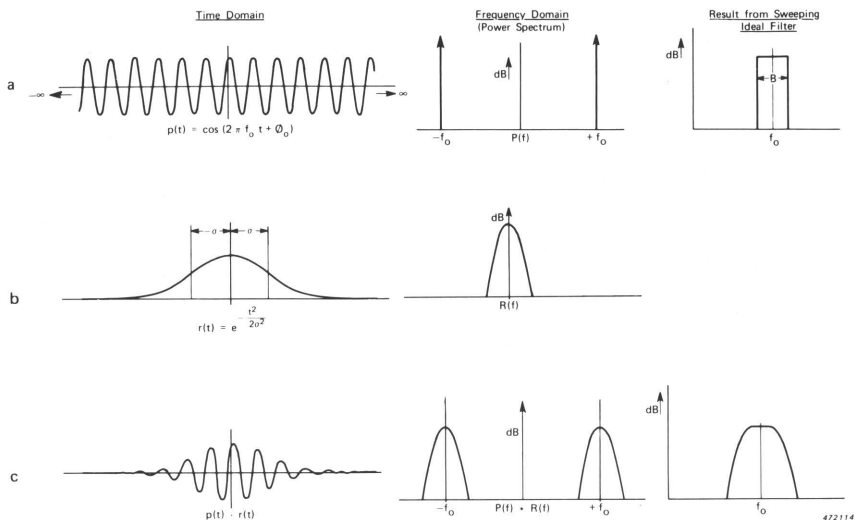 Time Domain
Frequency Domain
(Power Spectrum)
Result from Sweeping
Ideal Filter
a
−∞
∞
p(t) = cos (2 π f₀ t + Ø₀)
dB
−f₀
P(f)
+ f₀
dB
B
f₀
b
−σ
σ
r(t) = e^−t²/2σ²
dB
R(f)
c
p(t) · r(t)
dB
−f₀
P(f) * R(f)
+ f₀
dB
f₀
472114